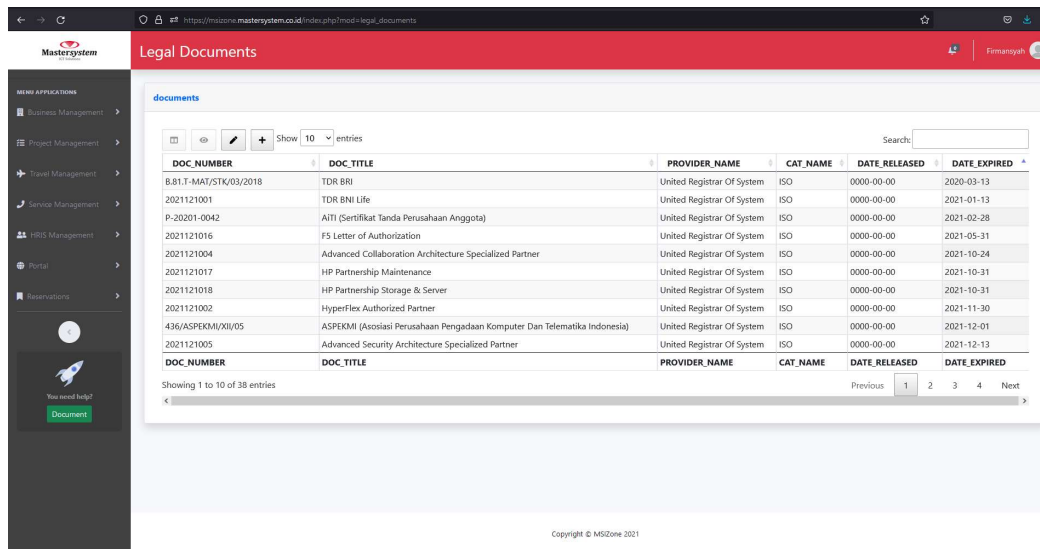 https://msizone.mastersystem.co.id/index.php?mod=legal_documents
Mastersystem
Legal Documents
Firmansyah
MENU APPLICATIONS
Business Management
Project Management
Travel Management
Service Management
HRIS Management
Portal
Reservations
You need help?
Document
documents
Show 10 entries
Search:
DOC_NUMBER DOC_TITLE PROVIDER_NAME CAT_NAME DATE_RELEASED DATE_EXPIRED
B.81.T-MAT/STK/03/2018 TDR BRI United Registrar Of System ISO 0000-00-00 2020-03-13
2021121001 TDR BNI Life United Registrar Of System ISO 0000-00-00 2021-01-13
P-20201-0042 AiTI (Sertifikat Tanda Perusahaan Anggota) United Registrar Of System ISO 0000-00-00 2021-02-28
2021121016 F5 Letter of Authorization United Registrar Of System ISO 0000-00-00 2021-05-31
2021121004 Advanced Collaboration Architecture Specialized Partner United Registrar Of System ISO 0000-00-00 2021-10-24
2021121017 HP Partnership Maintenance United Registrar Of System ISO 0000-00-00 2021-10-31
2021121018 HP Partnership Storage & Server United Registrar Of System ISO 0000-00-00 2021-10-31
2021121002 HyperFlex Authorized Partner United Registrar Of System ISO 0000-00-00 2021-11-30
436/ASPEKMI/XII/05 ASPEKMI (Asosiasi Perusahaan Pengadaan Komputer Dan Telematika Indonesia) United Registrar Of System ISO 0000-00-00 2021-12-01
2021121005 Advanced Security Architecture Specialized Partner United Registrar Of System ISO 0000-00-00 2021-12-13
DOC_NUMBER DOC_TITLE PROVIDER_NAME CAT_NAME DATE_RELEASED DATE_EXPIRED
Showing 1 to 10 of 38 entries
Previous 1 2 3 4 Next
Copyright © MSIZone 2021